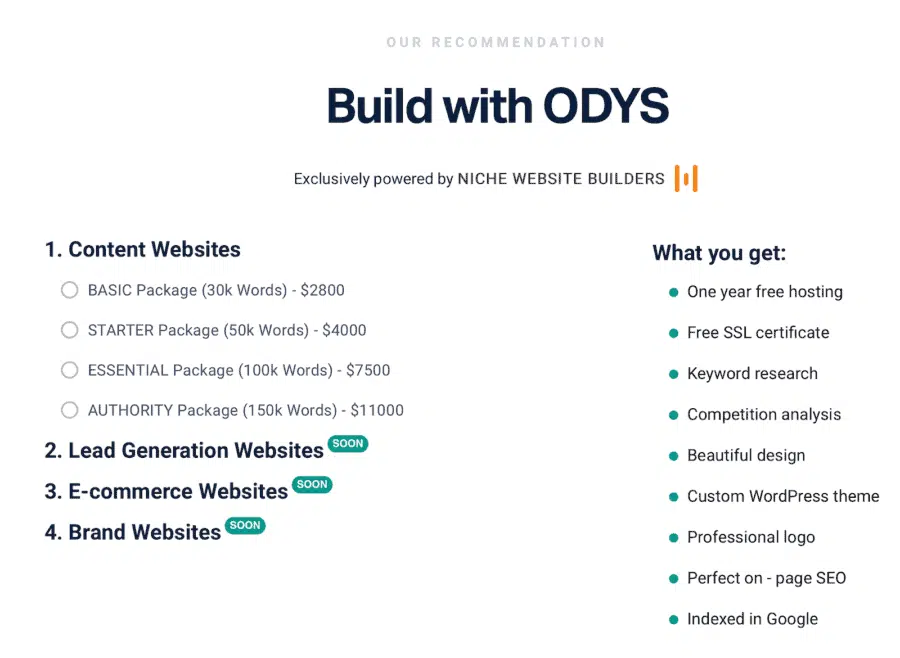 OUR RECOMMENDATION
Build with ODYS
Exclusively powered by NICHE WEBSITE BUILDERS
1. Content Websites
BASIC Package (30k Words) - $2800
STARTER Package (50k Words) - $4000
ESSENTIAL Package (100k Words) - $7500
AUTHORITY Package (150k Words) - $11000
2. Lead Generation Websites SOON
3. E-commerce Websites SOON
4. Brand Websites SOON
What you get:
One year free hosting
Free SSL certificate
Keyword research
Competition analysis
Beautiful design
Custom WordPress theme
Professional logo
Perfect on - page SEO
Indexed in Google